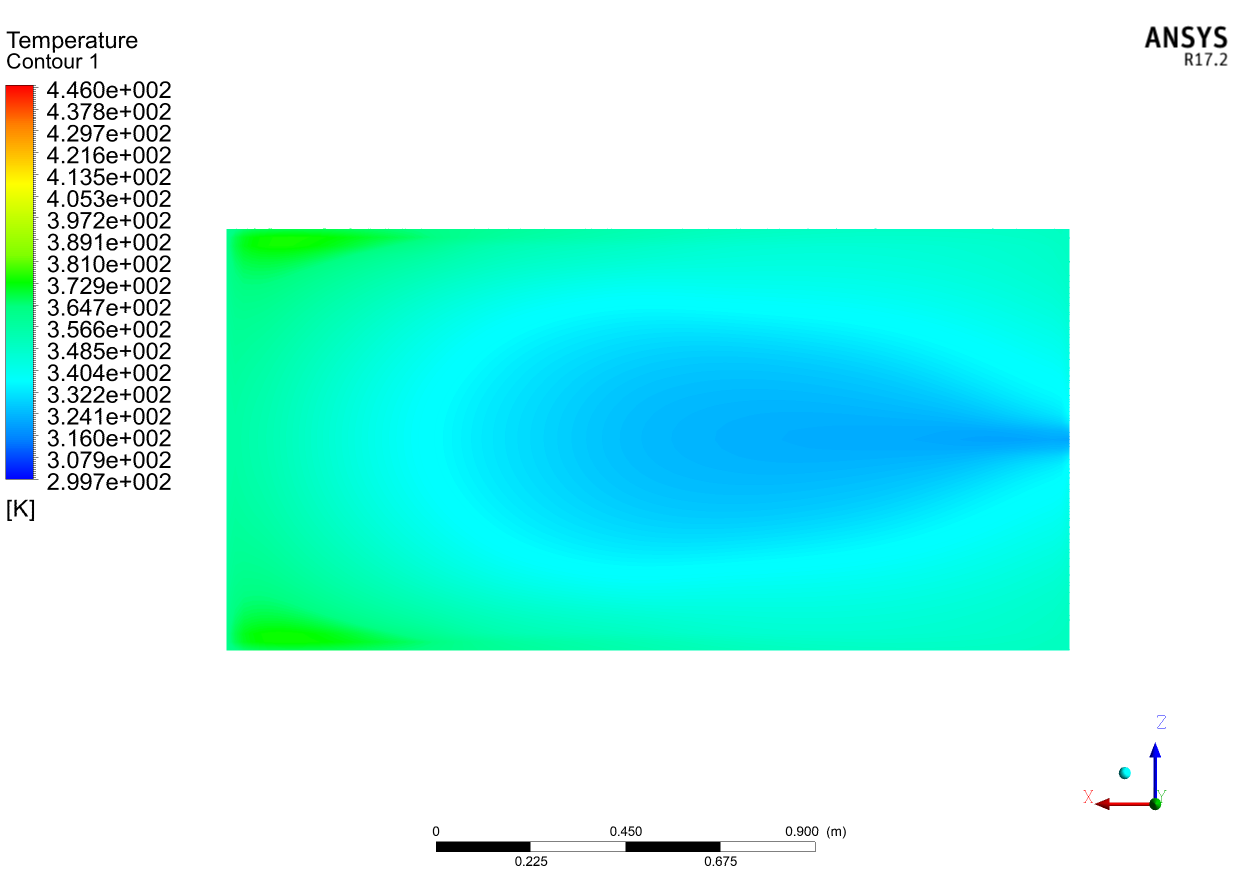 Temperature
Contour 1
4.460e+002
4.378e+002
4.297e+002
4.216e+002
4.135e+002
4.053e+002
3.972e+002
3.891e+002
3.810e+002
3.729e+002
3.647e+002
3.566e+002
3.485e+002
3.404e+002
3.322e+002
3.241e+002
3.160e+002
3.079e+002
2.997e+002
[K]
ANSYS
R17.2
Z
X
Y
0 0.450 0.900 (m)
0.225 0.675